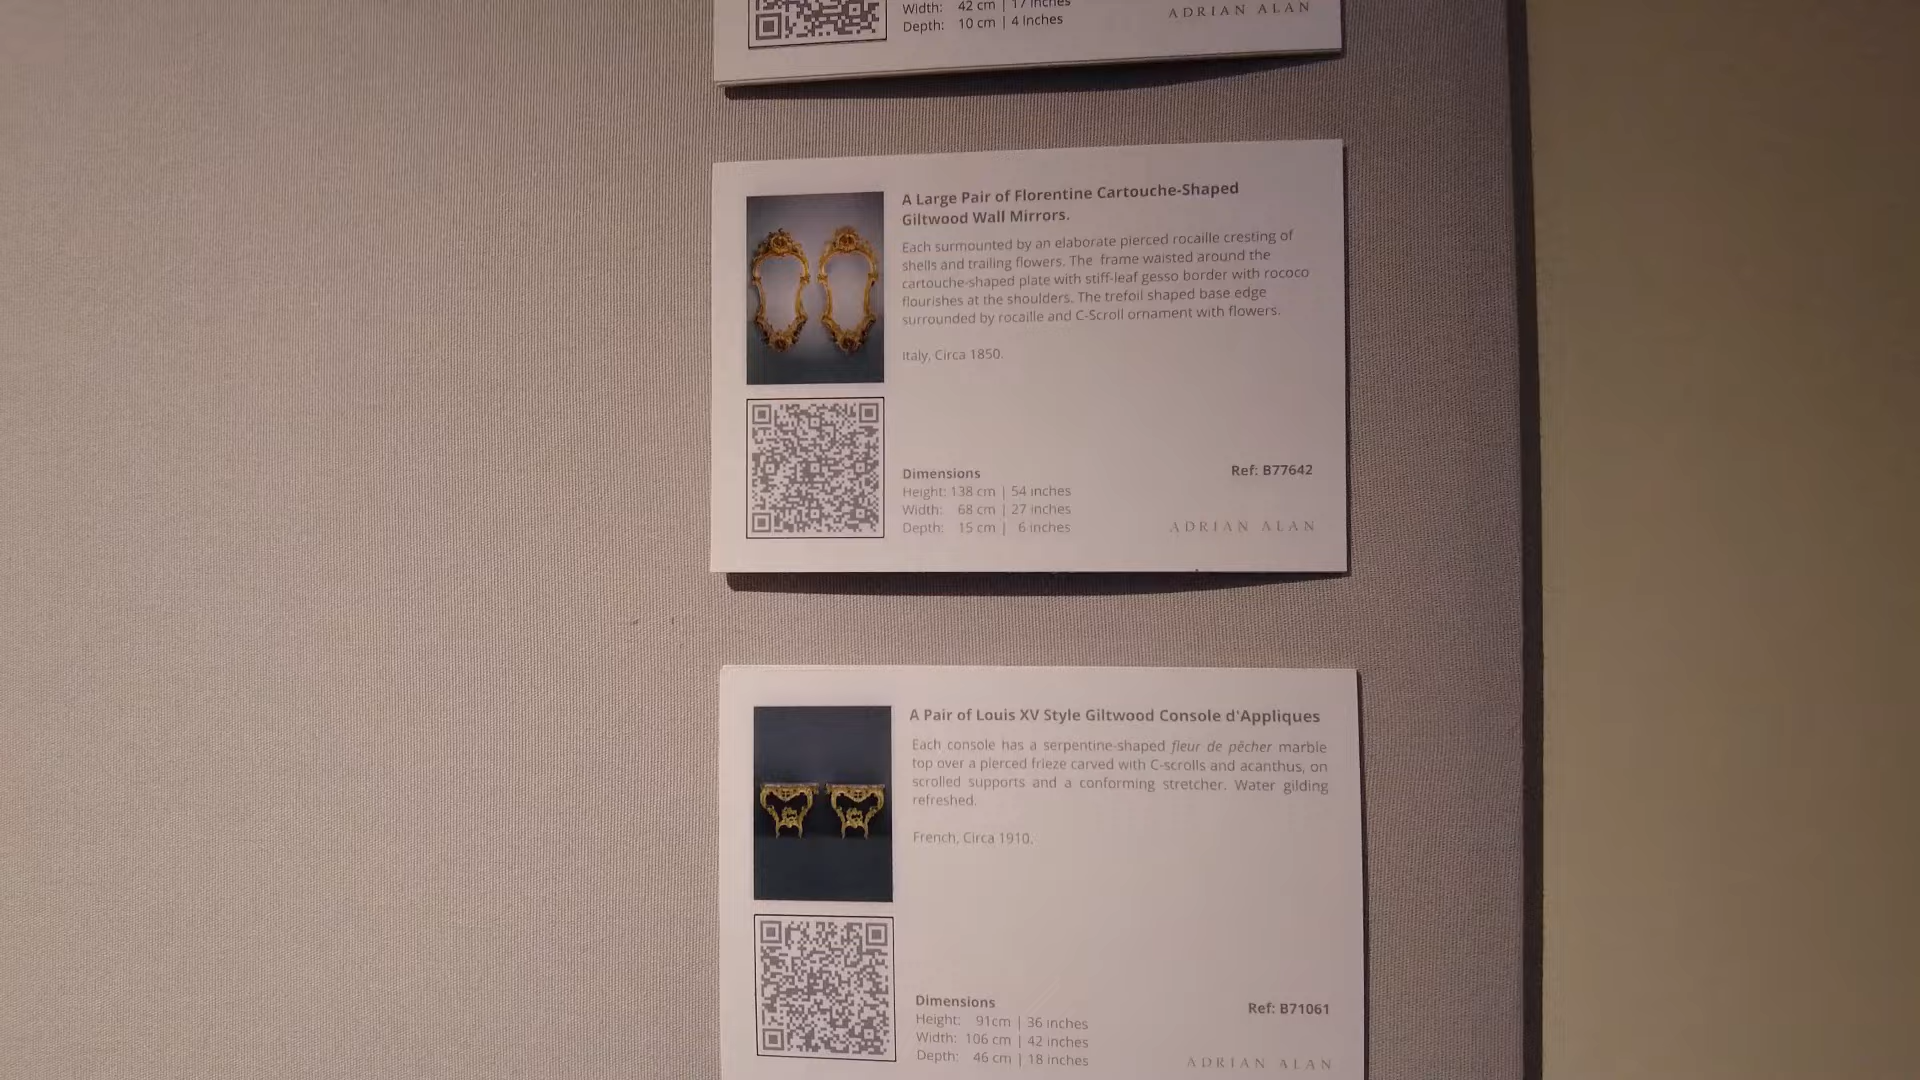 Width: 42 cm | 17 inches
Depth: 10 cm | 4 inches
ADRIAN ALAN
A Large Pair of Florentine Cartouche-Shaped
Giltwood Wall Mirrors.
Each surmounted by an elaborate pierced rocaille cresting of
shells and trailing flowers. The frame waisted around the
cartouche-shaped plate with stiff-leaf gesso border with rococo
flourishes at the shoulders. The trefoil shaped base edge
surrounded by rocaille and C-Scroll ornament with flowers.
Italy, Circa 1850.
Dimensions
Height: 138 cm | 54 inches
Width: 68 cm | 27 inches
Depth: 15 cm | 6 inches
Ref: B77642
ADRIAN ALAN
A Pair of Louis XV Style Giltwood Console d'Appliques
Each console has a serpentine-shaped fleur de pêcher marble
top over a pierced frieze carved with C-scrolls and acanthus, on
scrolled supports and a conforming stretcher. Water gilding
refreshed.
French, Circa 1910.
Dimensions
Height: 91cm | 36 inches
Width: 106 cm | 42 inches
Depth: 46 cm | 18 inches
Ref: B71061
ADRIAN ALAN